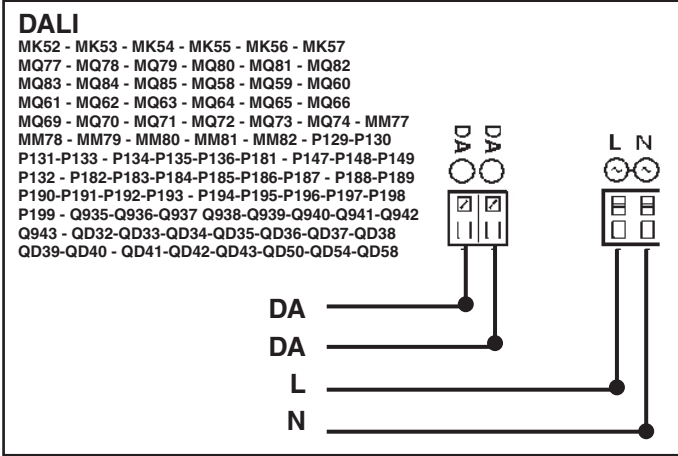 DALI
MK52 - MK53 - MK54 - MK55 - MK56 - MK57
MQ77 - MQ78 - MQ79 - MQ80 - MQ81 - MQ82
MQ83 - MQ84 - MQ85 - MQ58 - MQ59 - MQ60
MQ61 - MQ62 - MQ63 - MQ64 - MQ65 - MQ66
MQ69 - MQ70 - MQ71 - MQ72 - MQ73 - MQ74 - MM77
MM78 - MM79 - MM80 - MM81 - MM82 - P129-P130
P131-P133 - P134-P135-P136-P181 - P147-P148-P149
P132 - P182-P183-P184-P185-P186-P187 - P188-P189
P190-P191-P192-P193 - P194-P195-P196-P197-P198
P199 - Q935-Q936-Q937 Q938-Q939-Q940-Q941-Q942
Q943 - QD32-QD33-QD34-QD35-QD36-QD37-QD38
QD39-QD40 - QD41-QD42-QD43-QD50-QD54-QD58
DA DA
L N
DA
DA
L
N